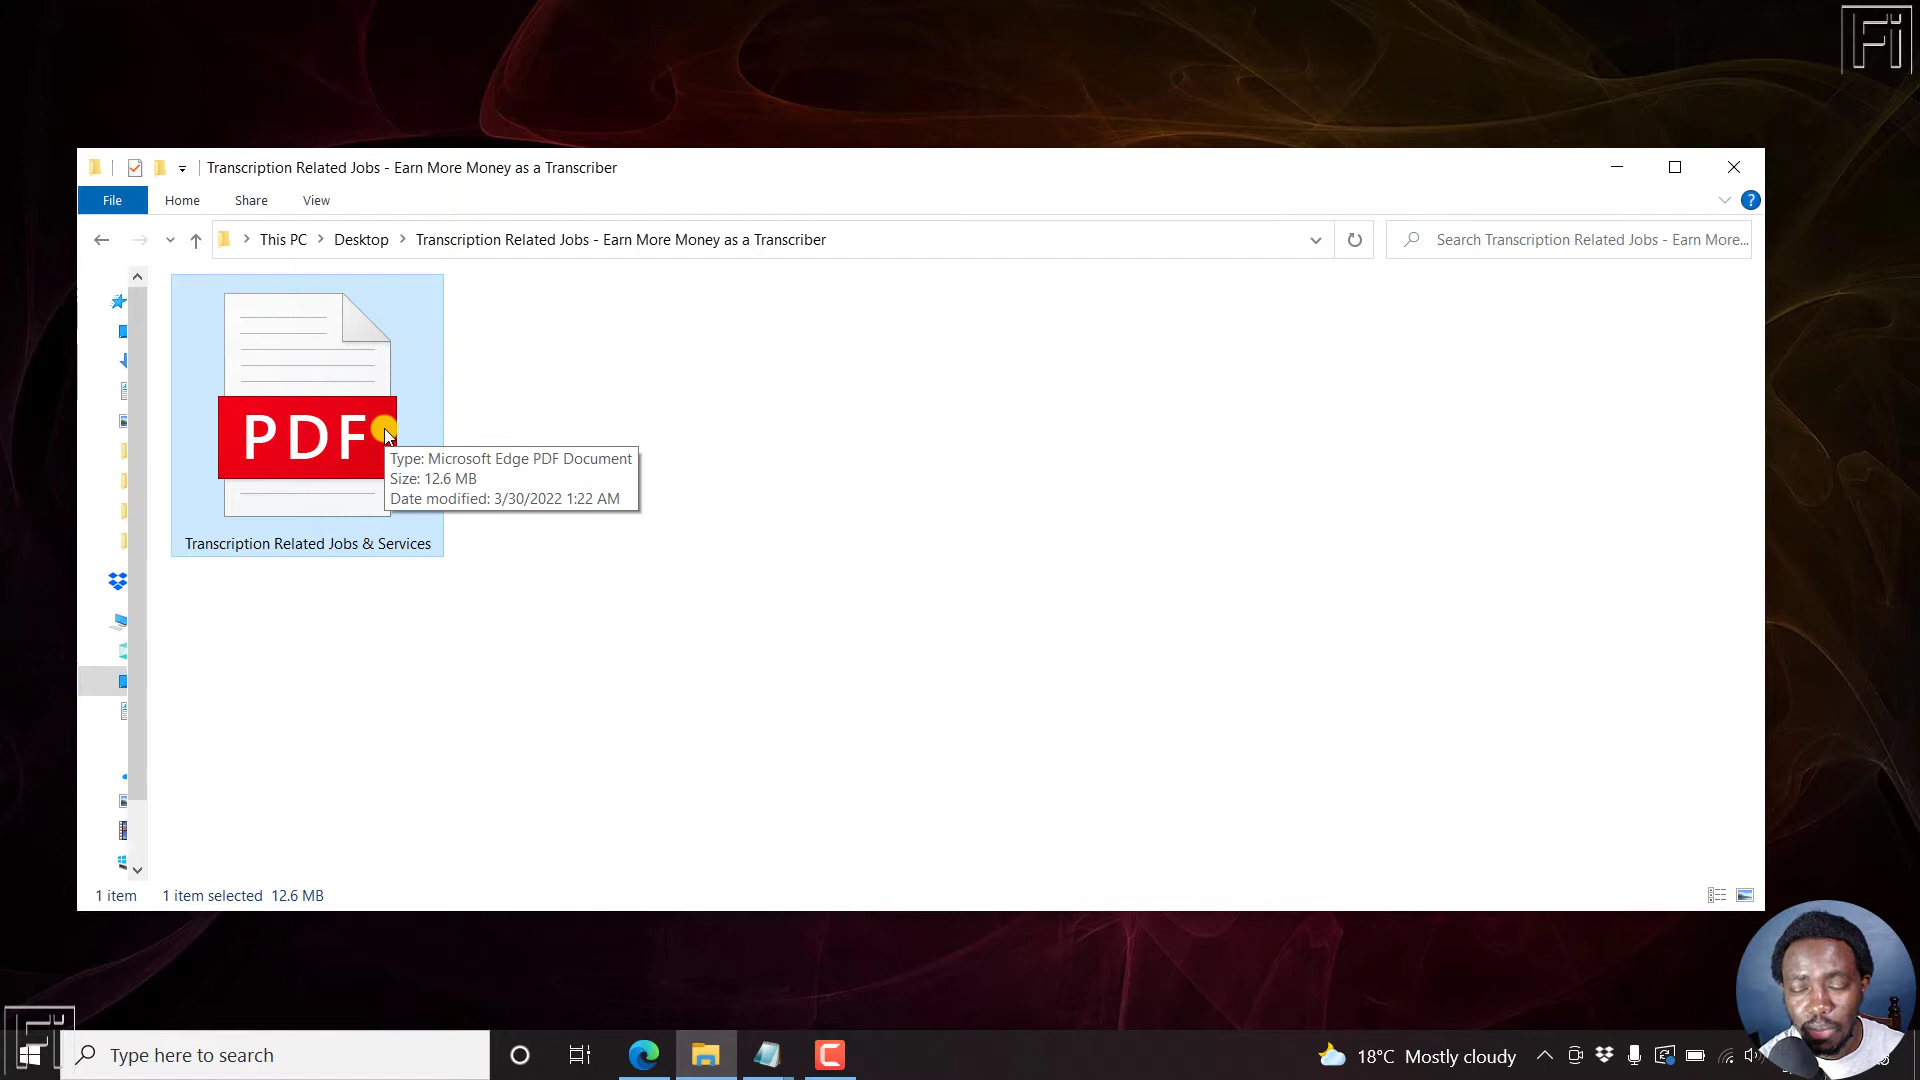 Fi
Transcription Related Jobs - Earn More Money as a Transcriber
File Home Share View ?
This PC > Desktop > Transcription Related Jobs - Earn More Money as a Transcriber
Search Transcription Related Jobs - Earn More...
PDF
Type: Microsoft Edge PDF Document
Size: 12.6 MB
Date modified: 3/30/2022 1:22 AM
Transcription Related Jobs & Services
1 item 1 item selected 12.6 MB
Type here to search
18°C Mostly cloudy